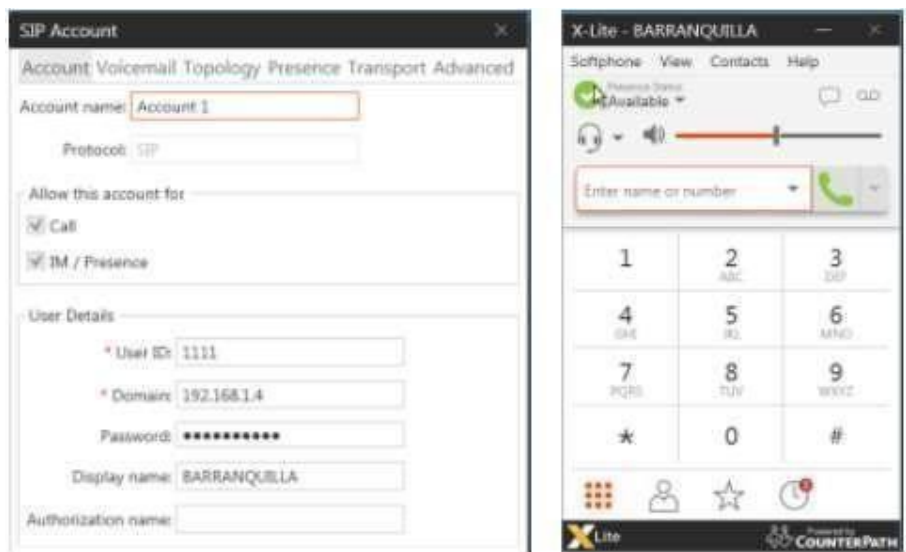 SIP Account
Account Voicemail Topology Presence Transport Advanced
Account name: Account 1
Protocol: SIP
Allow this account for
Call
IM / Presence
User Details
* User ID: 1111
* Domain: 192.168.1.4
Password: ●●●●●●●●●●
Display name: BARRANQUILLA
Authorization name:
X-Lite - BARRANQUILLA
Softphone View Contacts Help
Presence Status
Available
Enter name or number
1 2 3
ABC DEF
4 5 6
GHI JKL MNO
7 8 9
PQRS TUV WXYZ
* 0 #
X Lite
Powered by
COUNTERPATH